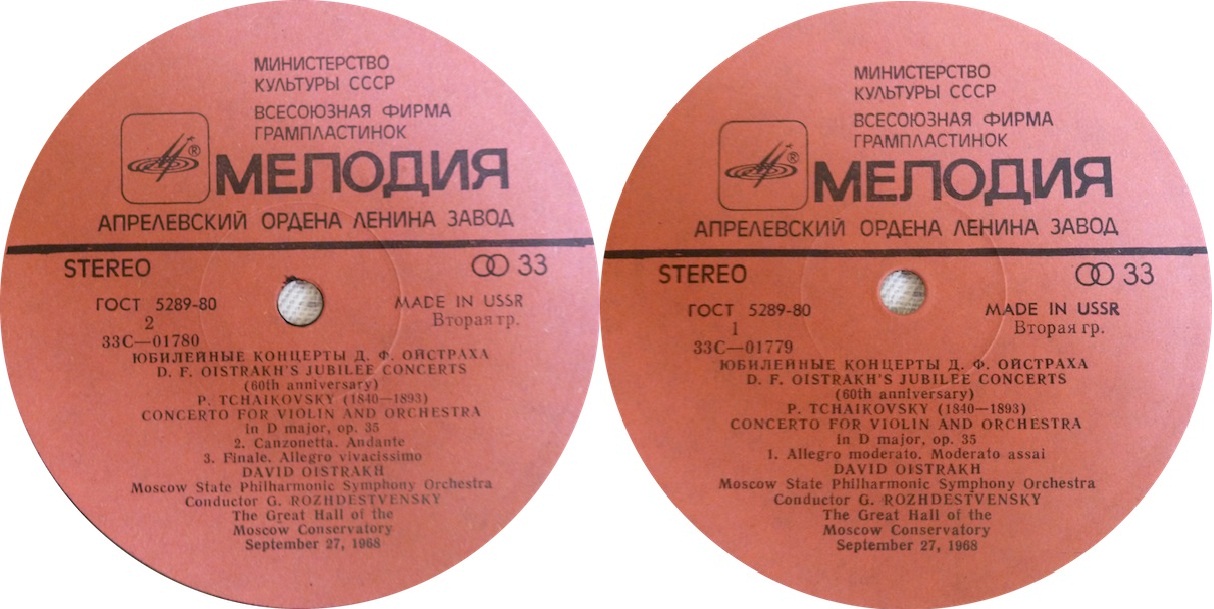 МИНИСТЕРСТВО
КУЛЬТУРЫ СССР
ВСЕСОЮЗНАЯ ФИРМА
ГРАМПЛАСТИНОК
®
МЕЛОДИЯ
АПРЕЛЕВСКИЙ ОРДЕНА ЛЕНИНА ЗАВОД
STEREO
33
ГОСТ 5289-80
MADE IN USSR
2
Вторая гр.
33С—01780
ЮБИЛЕЙНЫЕ КОНЦЕРТЫ Д. Ф. ОЙСТРАХА
D. F. OISTRAKH'S JUBILEE CONCERTS
(60th anniversary)
P. TCHAIKOVSKY (1840—1893)
CONCERTO FOR VIOLIN AND ORCHESTRA
in D major, op. 35
2. Canzonetta. Andante
3. Finale. Allegro vivacissimo
DAVID OISTRAKH
Moscow State Philharmonic Symphony Orchestra
Conductor G. ROZHDESTVENSKY
The Great Hall of the
Moscow Conservatory
September 27, 1968
МИНИСТЕРСТВО
КУЛЬТУРЫ СССР
ВСЕСОЮЗНАЯ ФИРМА
ГРАМПЛАСТИНОК
®
МЕЛОДИЯ
АПРЕЛЕВСКИЙ ОРДЕНА ЛЕНИНА ЗАВОД
STEREO
33
ГОСТ 5289-80
MADE IN USSR
1
Вторая гр.
33С—01779
ЮБИЛЕЙНЫЕ КОНЦЕРТЫ Д. Ф. ОЙСТРАХА
D. F. OISTRAKH'S JUBILEE CONCERTS
(60th anniversary)
P. TCHAIKOVSKY (1840—1893)
CONCERTO FOR VIOLIN AND ORCHESTRA
in D major, op. 35
1. Allegro moderato. Moderato assai
DAVID OISTRAKH
Moscow State Philharmonic Symphony Orchestra
Conductor G. ROZHDESTVENSKY
The Great Hall of the
Moscow Conservatory
September 27, 1968